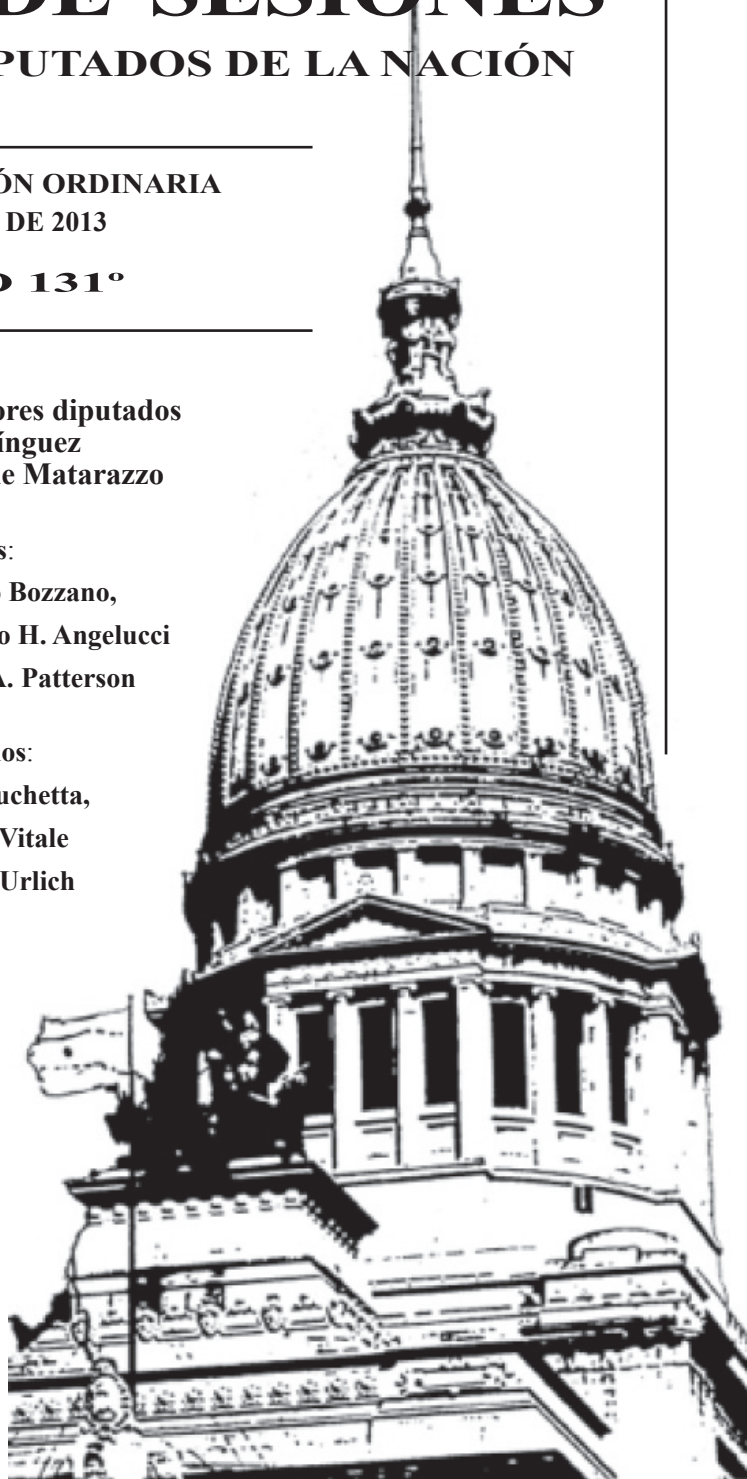 DE SESIONES
PUTADOS DE LA NACIÓN
ÓN ORDINARIA
DE 2013
O 131º
ores diputados
ínguez
e Matarazzo
s:
o Bozzano,
o H. Angelucci
A. Patterson
ios:
uchetta,
Vitale
Urlich